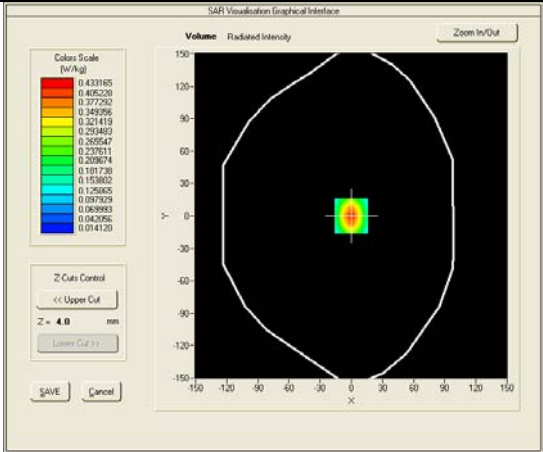 SAR Visualisation Graphical Interface
Volume Radiated Intensity
Zoom In/Out
Colors Scale
(W/kg)
0.433165
0.405228
0.377292
0.349356
0.321419
0.293483
0.265547
0.237611
0.209674
0.181738
0.153802
0.125865
0.097929
0.069993
0.042056
0.014120
Z-Cuts Control
<< Upper Cut
Z = 4.0 mm
Lower Cut >>
SAVE Cancel
150
120
90
60
30
0
-30
-60
-90
-120
-150
Y
-150 -120 -90 -60 -30 0 30 60 90 120 150
X